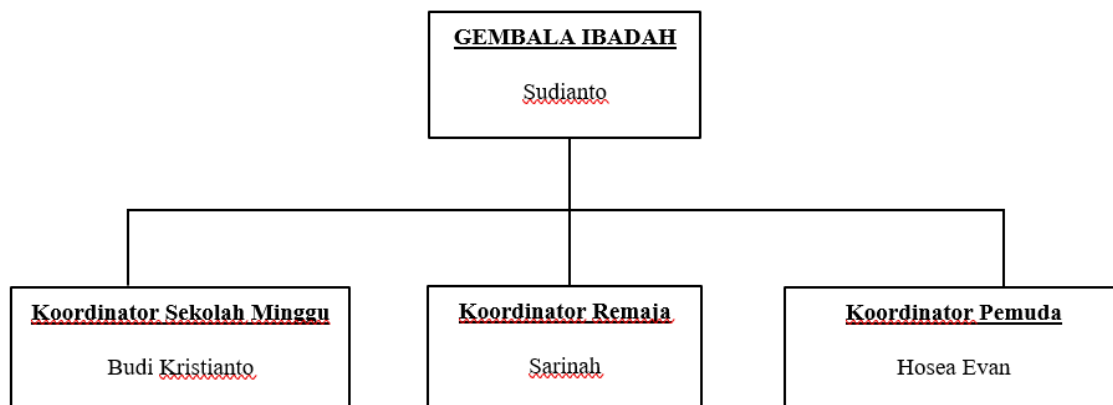 GEMBALA IBADAH
Sudianto
Koordinator Sekolah Minggu
Budi Kristianto
Koordinator Remaja
Sarinah
Koordinator Pemuda
Hosea Evan